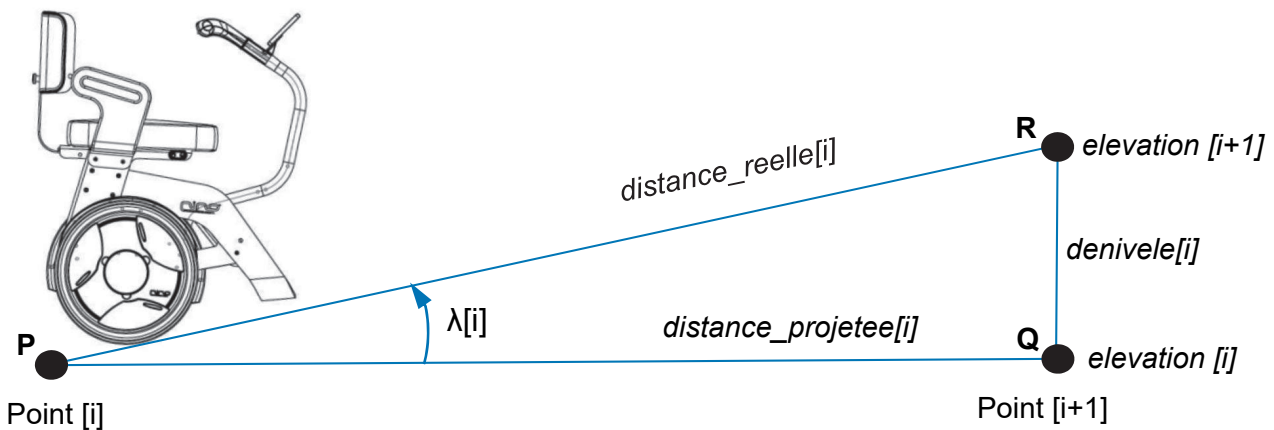 R
elevation [i+1]
distance_reelle[i]
denivele[i]
λ[i]
distance_projetee[i]
P
Q
elevation [i]
Point [i]
Point [i+1]